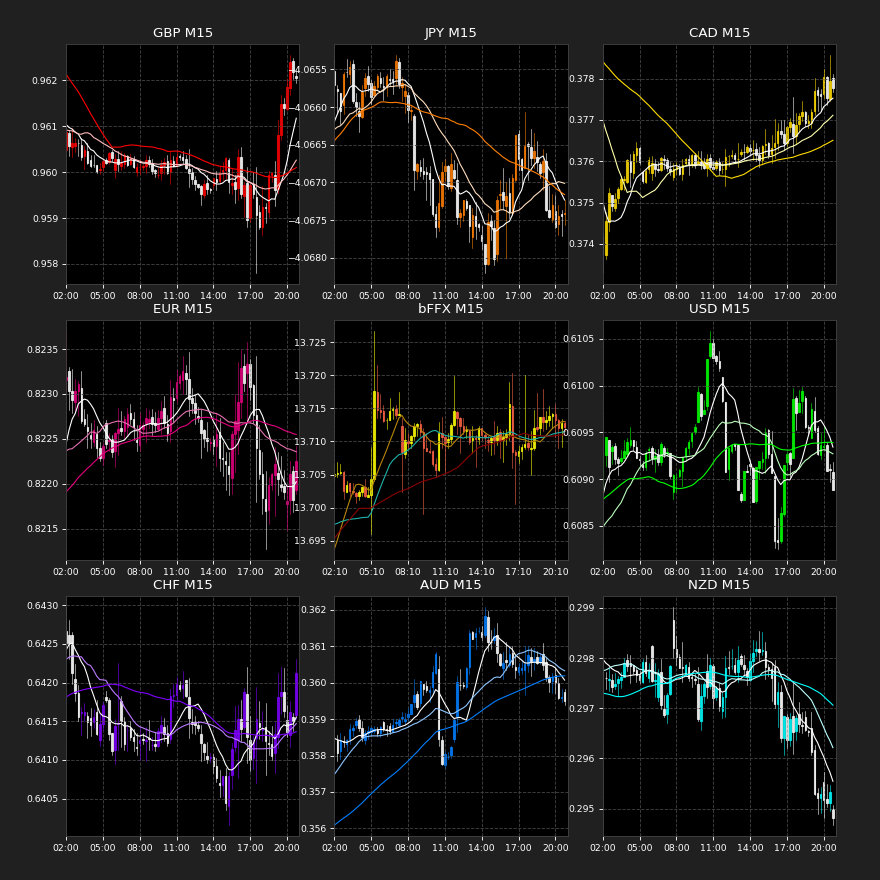 GBP M15
0.962
0.961
0.960
0.959
0.958
02:00 05:00 08:00 11:00 14:00 17:00 20:00
JPY M15
−4.0655
−4.0660
−4.0665
−4.0670
−4.0675
−4.0680
02:00 05:00 08:00 11:00 14:00 17:00 20:00
CAD M15
0.378
0.377
0.376
0.375
0.374
02:00 05:00 08:00 11:00 14:00 17:00 20:00
EUR M15
0.8235
0.8230
0.8225
0.8220
0.8215
02:00 05:00 08:00 11:00 14:00 17:00 20:00
bFFX M15
13.725
13.720
13.715
13.710
13.705
13.700
13.695
02:10 05:10 08:10 11:10 14:10 17:10 20:10
USD M15
0.6105
0.6100
0.6095
0.6090
0.6085
02:00 05:00 08:00 11:00 14:00 17:00 20:00
CHF M15
0.6430
0.6425
0.6420
0.6415
0.6410
0.6405
02:00 05:00 08:00 11:00 14:00 17:00 20:00
AUD M15
0.362
0.361
0.360
0.359
0.358
0.357
0.356
02:00 05:00 08:00 11:00 14:00 17:00 20:00
NZD M15
0.299
0.298
0.297
0.296
0.295
02:00 05:00 08:00 11:00 14:00 17:00 20:00